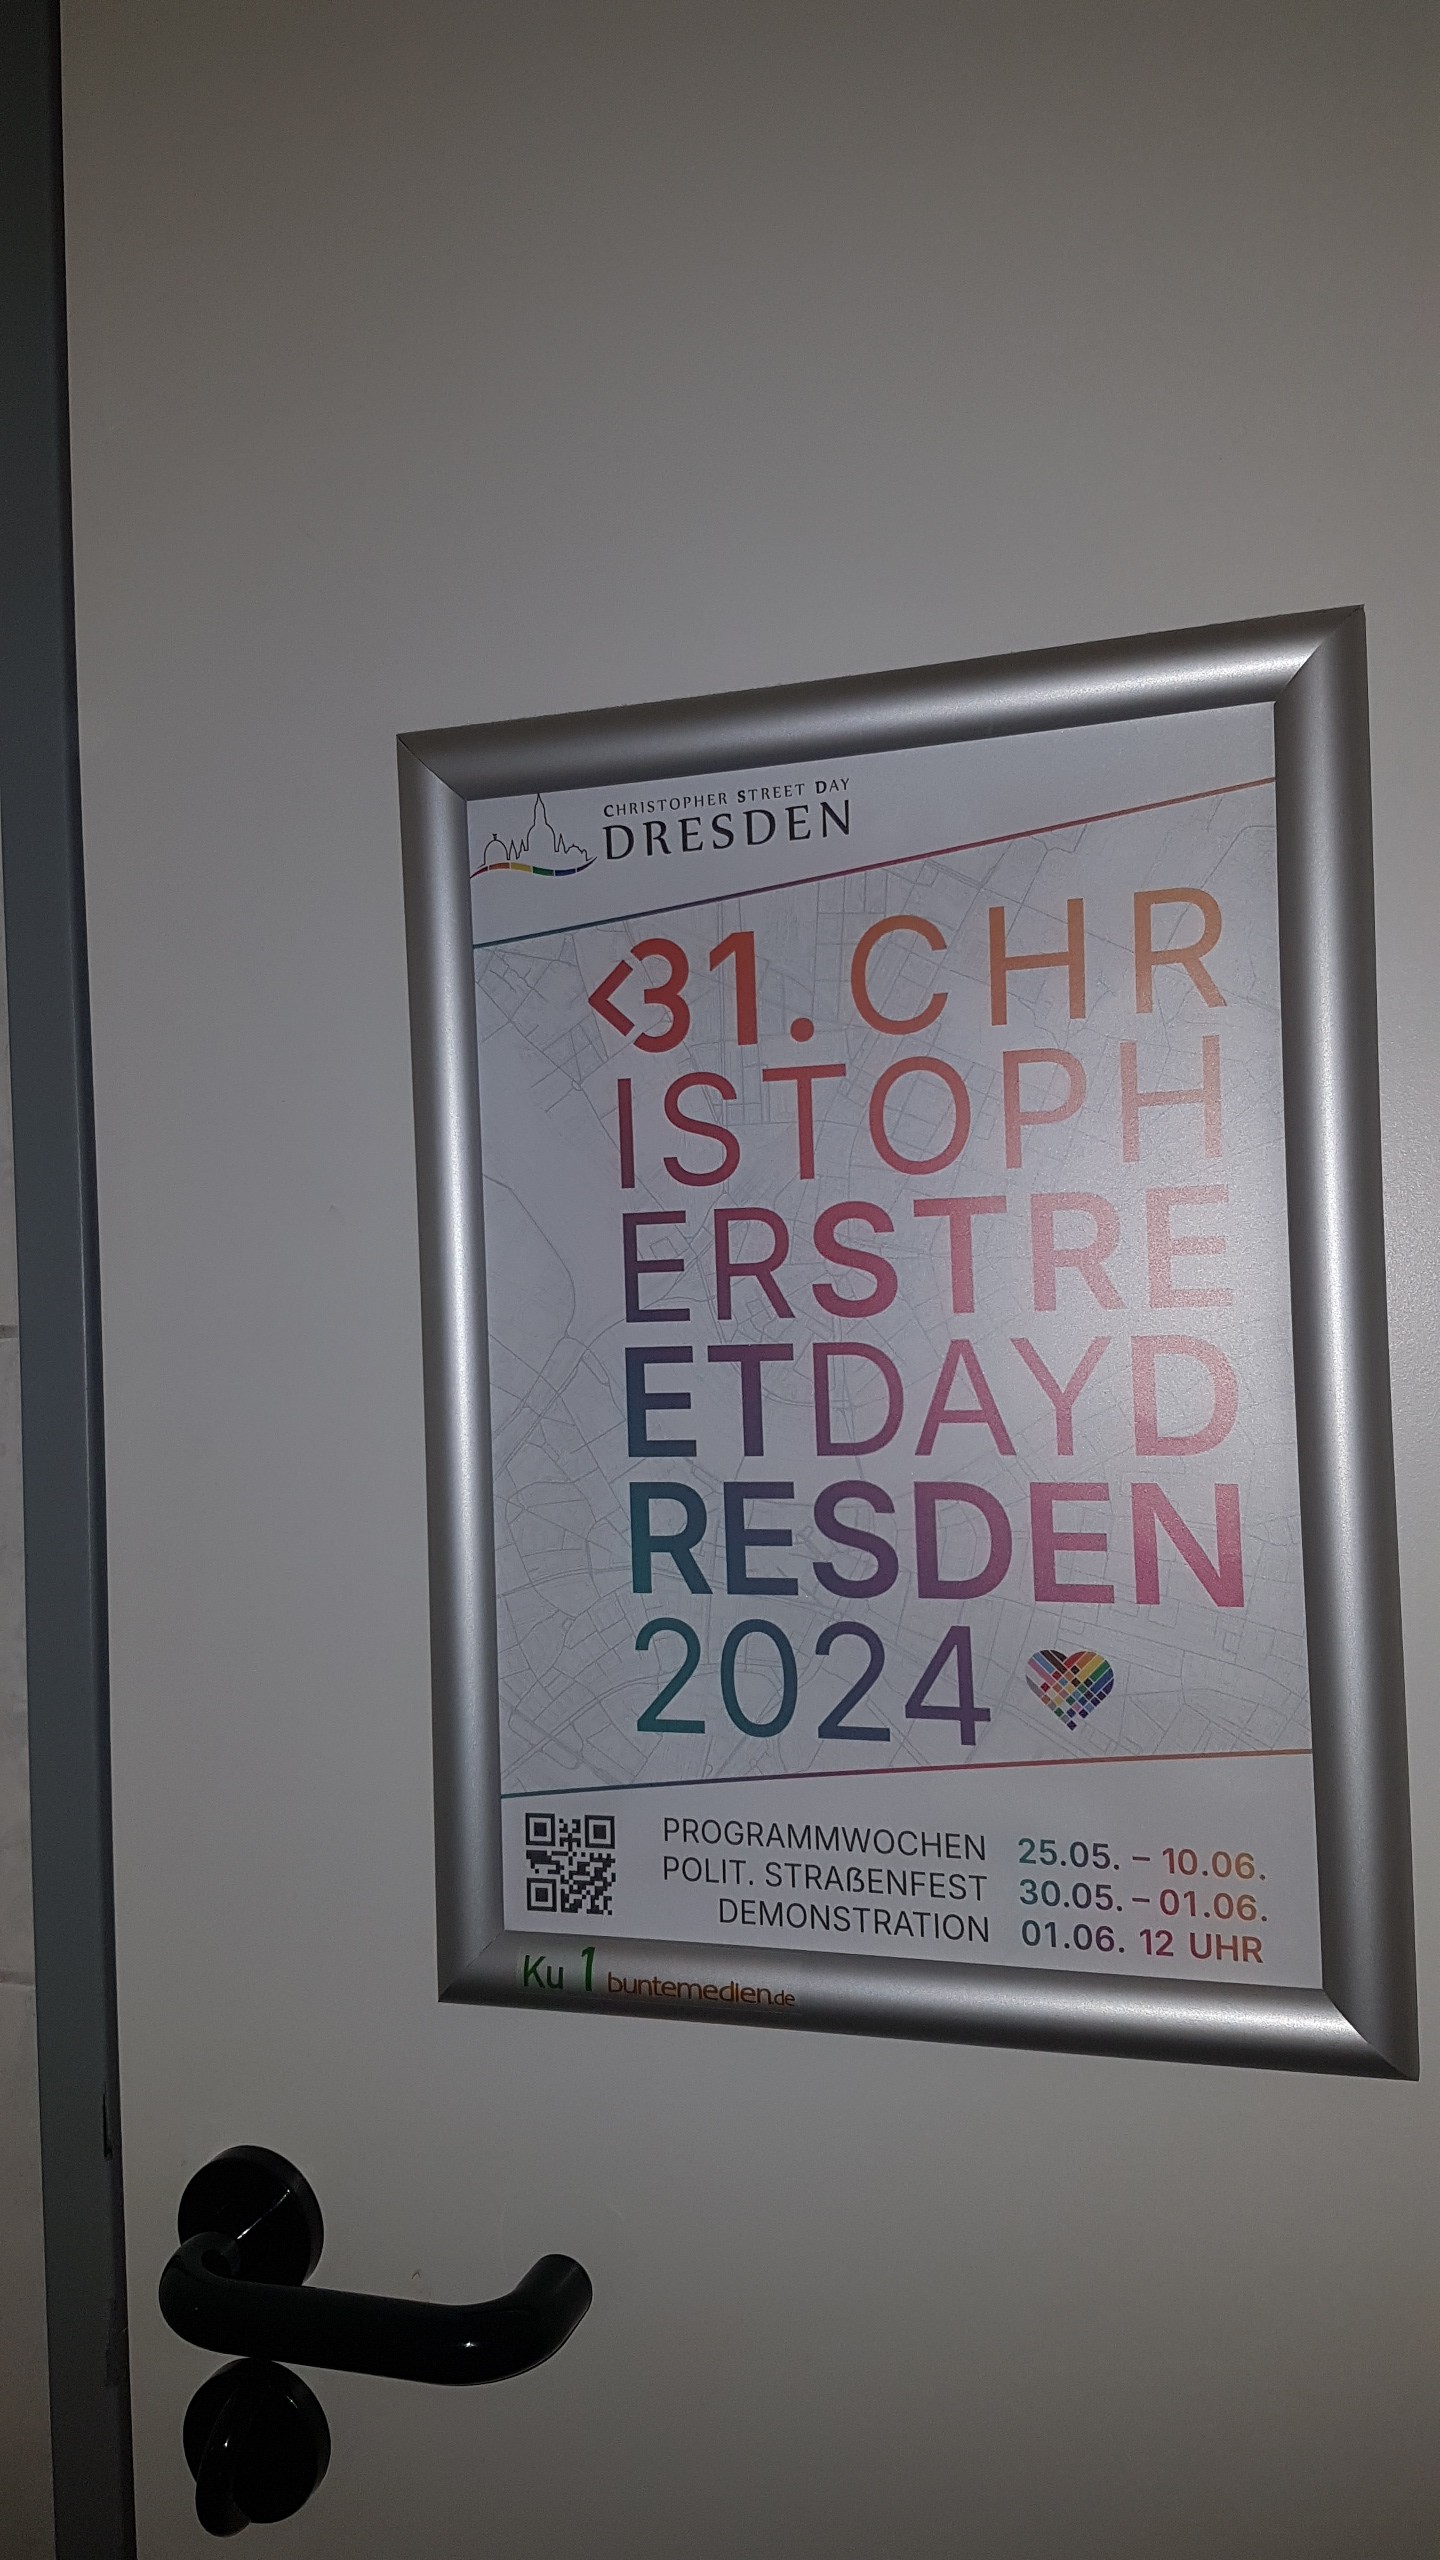 CHRISTOPHER STREET DAY
DRESDEN
<31. CHR
ISTOPH
ERSTRE
ETDAYD
RESDEN
2024
PROGRAMMWOCHEN 25.05. – 10.06.
POLIT. STRAßENFEST 30.05. – 01.06.
DEMONSTRATION 01.06. 12 UHR
Ku 1 buntemedien.de